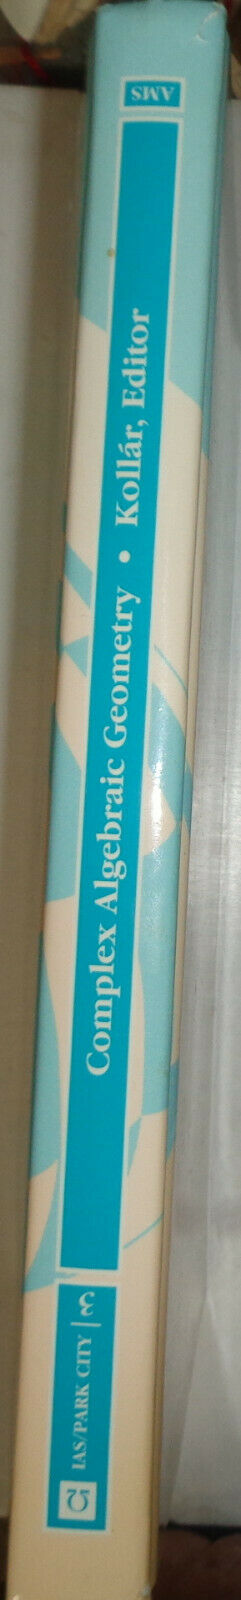 IAS/PARK CITY | 3
Complex Algebraic Geometry • Kollár, Editor
AMS